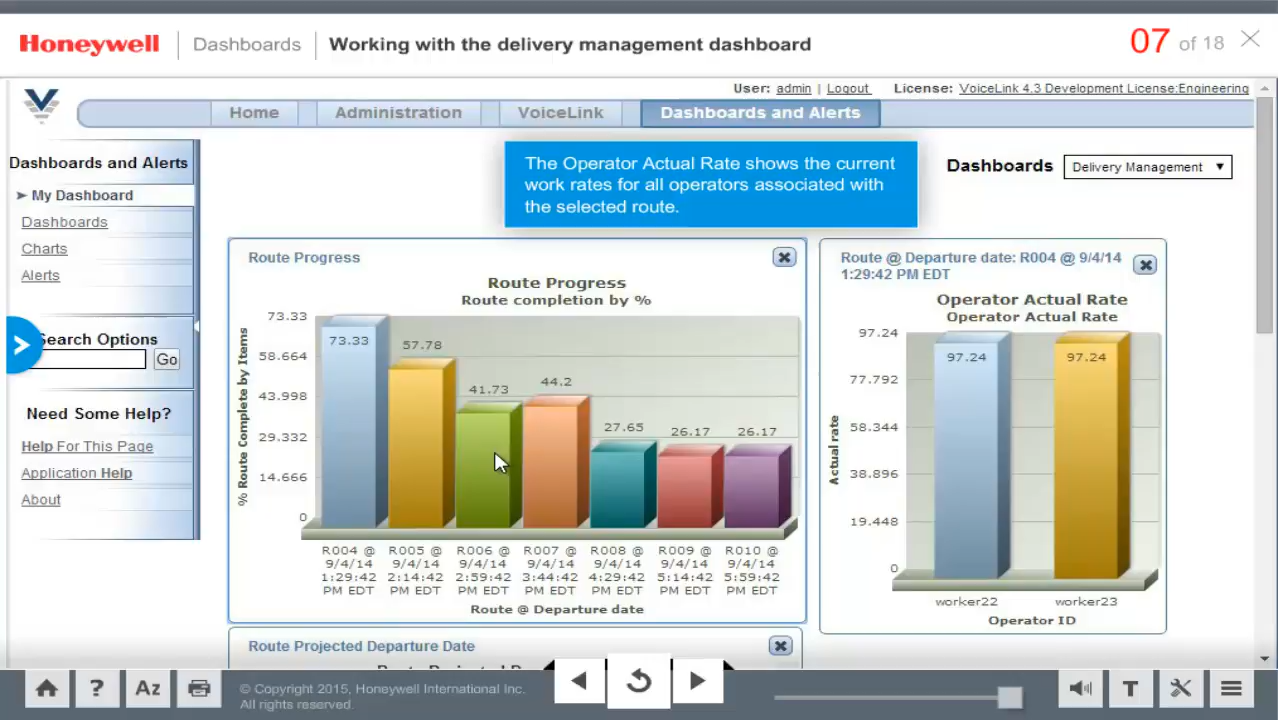 Honeywell
Dashboards
Working with the delivery management dashboard
07 of 18
User: admin | Logout License: VoiceLink 4.3 Development License:Engineering
Home
Administration
VoiceLink
Dashboards and Alerts
Dashboards and Alerts
My Dashboard
Dashboards
Charts
Alerts
Search Options
Go
Need Some Help?
Help For This Page
Application Help
About
The Operator Actual Rate shows the current
work rates for all operators associated with
the selected route.
Dashboards
Delivery Management
Route Progress
Route Progress
Route completion by %
% Route Complete by Items
73.33
58.664
43.998
29.332
14.666
0
73.33
57.78
41.73
44.2
27.65
26.17
26.17
R004 @ R005 @ R006 @ R007 @ R008 @ R009 @ R010 @
9/4/14 9/4/14 9/4/14 9/4/14 9/4/14 9/4/14 9/4/14
1:29:42 2:14:42 2:59:42 3:44:42 4:29:42 5:14:42 5:59:42
PM EDT PM EDT PM EDT PM EDT PM EDT PM EDT PM EDT
Route @ Departure date
Route @ Departure date: R004 @ 9/4/14
1:29:42 PM EDT
Operator Actual Rate
Operator Actual Rate
Actual rate
97.24
77.792
58.344
38.896
19.448
0
97.24
97.24
worker22 worker23
Operator ID
Route Projected Departure Date
? Az
© Copyright 2015, Honeywell International Inc.
All rights reserved.
T